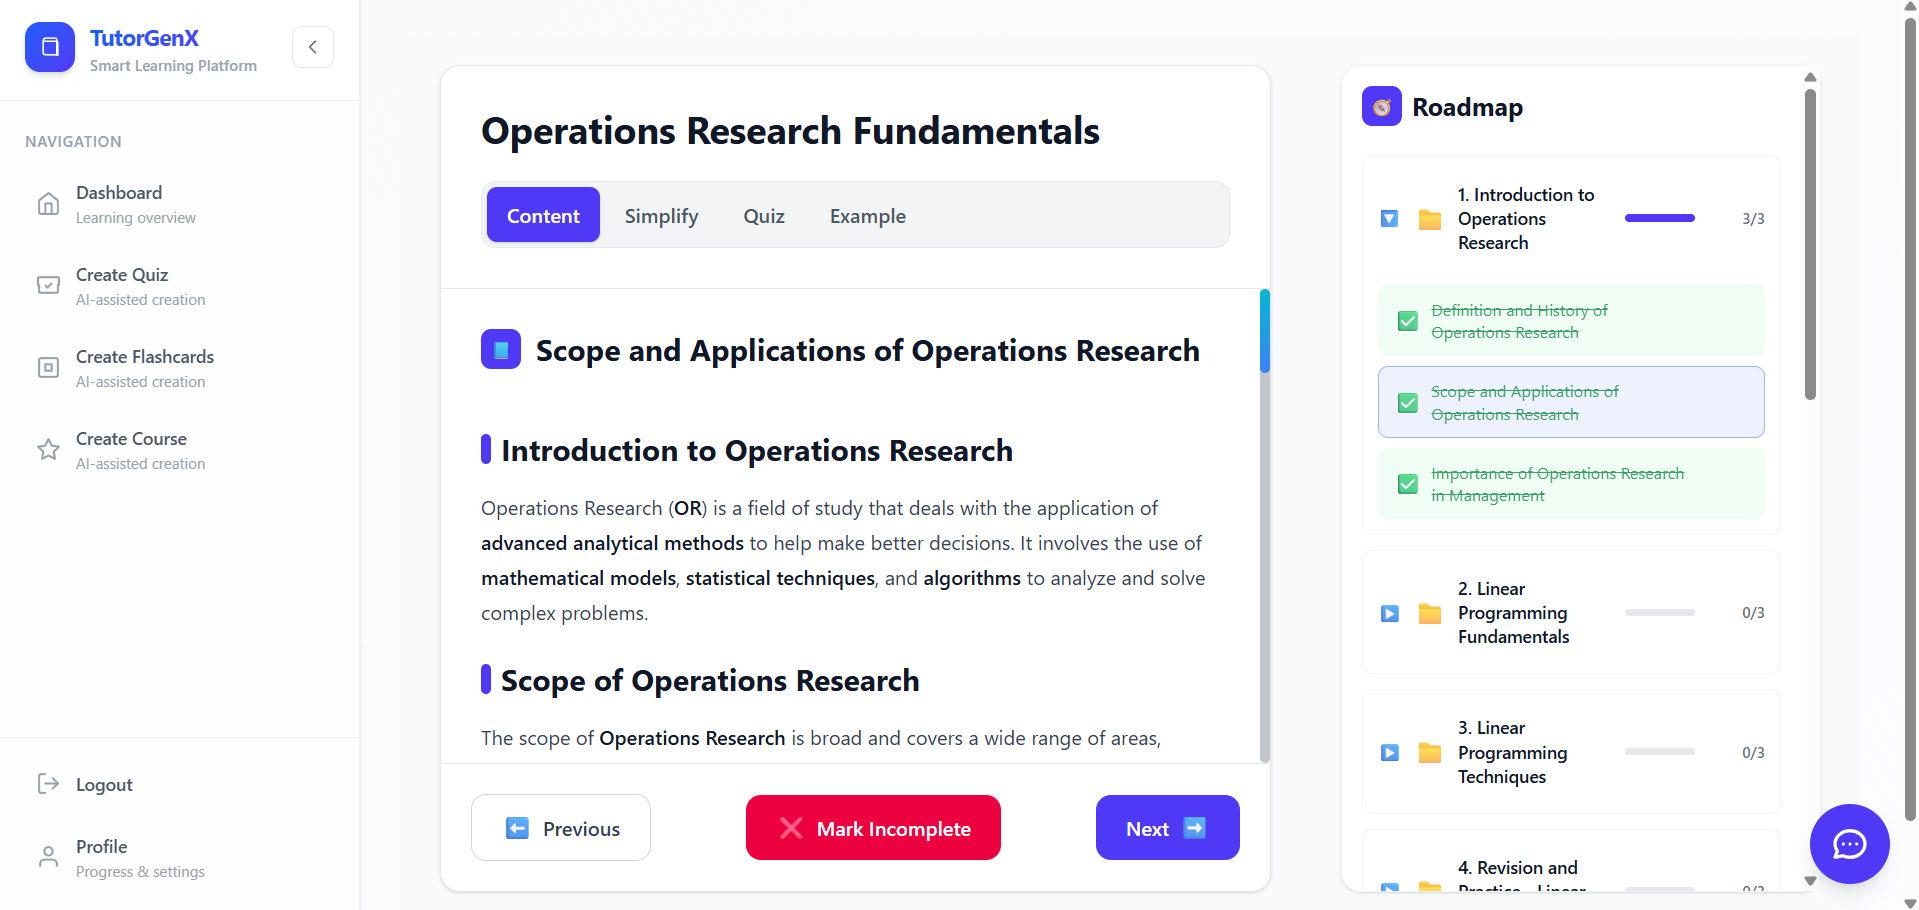 TutorGenX
Smart Learning Platform
NAVIGATION
Dashboard
Learning overview
Create Quiz
AI-assisted creation
Create Flashcards
AI-assisted creation
Create Course
AI-assisted creation
Logout
Profile
Progress & settings
Operations Research Fundamentals
Content Simplify Quiz Example
Scope and Applications of Operations Research
Introduction to Operations Research
Operations Research (OR) is a field of study that deals with the application of
advanced analytical methods to help make better decisions. It involves the use of
mathematical models, statistical techniques, and algorithms to analyze and solve
complex problems.
Scope of Operations Research
The scope of Operations Research is broad and covers a wide range of areas,
Previous Mark Incomplete Next
Roadmap
1. Introduction to
Operations
Research
3/3
Definition and History of
Operations Research
Scope and Applications of
Operations Research
Importance of Operations Research
in Management
2. Linear
Programming
Fundamentals
0/3
3. Linear
Programming
Techniques
0/3
4. Revision and
Practice - Linear
0/3